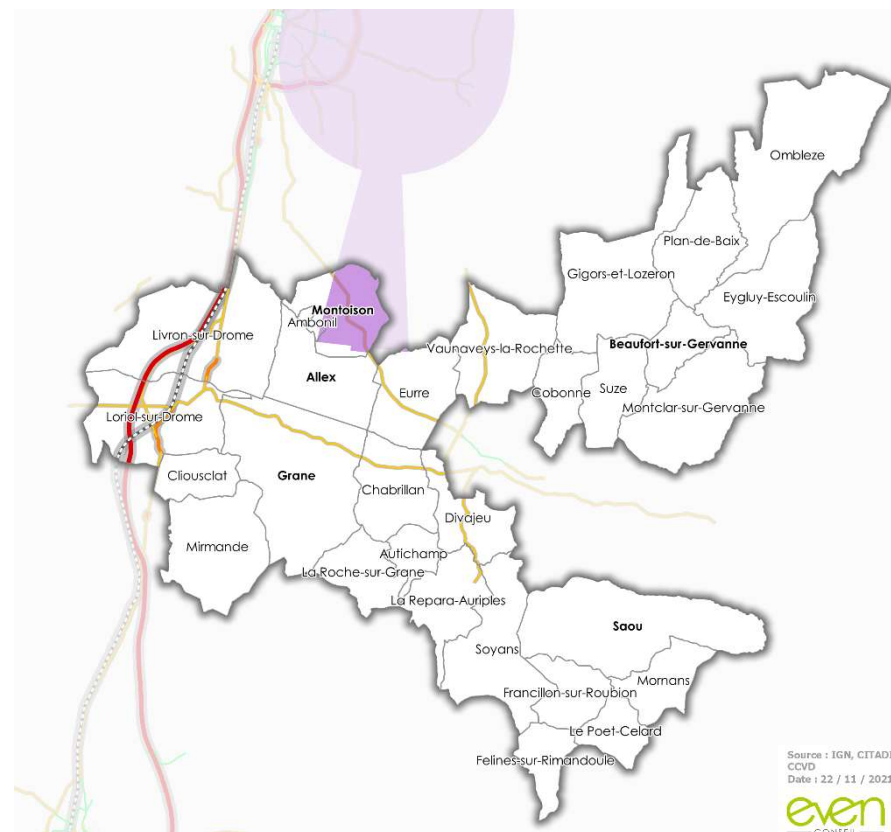 Ombleze
Plan-de-Baix
Gigors-et-Lozeron
Eygluy-Escoulin
Montoison
Ambonil
Livron-sur-Drome
Vaunaveys-la-Rochette
Beaufort-sur-Gervanne
Allex
Eurre
Cobonne
Suze
Montclar-sur-Gervanne
Loriol-sur-Drome
Cliousclat
Grane
Chabrillan
Divajeu
Mirmande
Autichamp
La Roche-sur-Grane
La Repara-Auriples
Saou
Soyans
Mornans
Francillon-sur-Roubion
Le Poet-Celard
Felines-sur-Rimandoule
Source : IGN, CITADI
CCVD
Date : 22 / 11 / 2021
even
CONSEIL